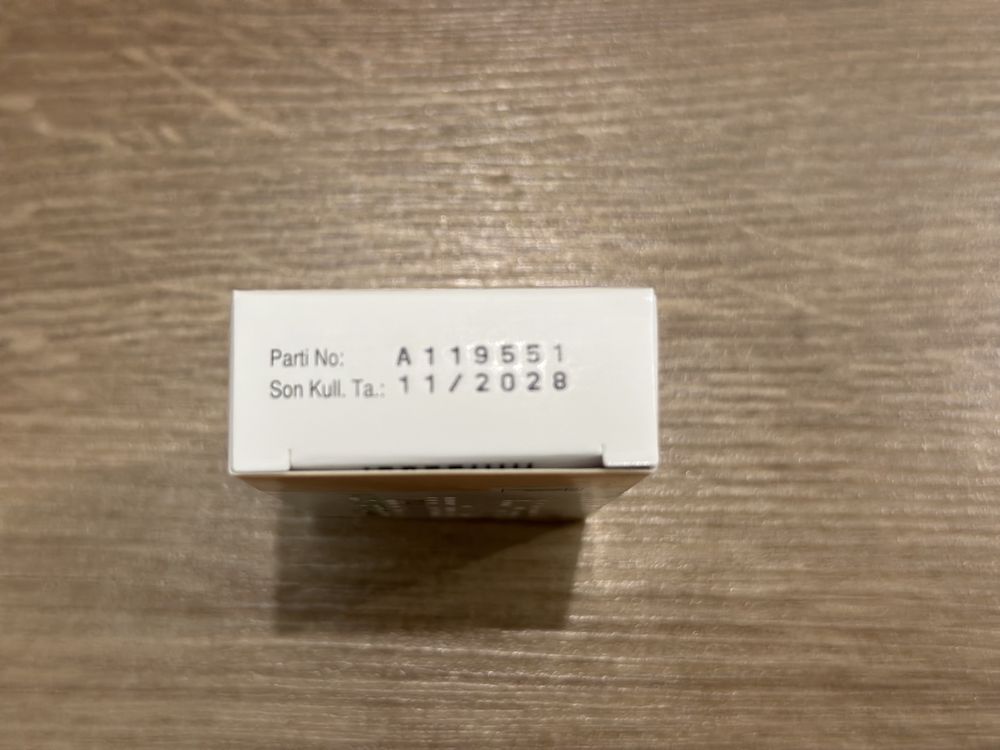 Parti No: A119551
Son Kull. Ta.: 11/2028